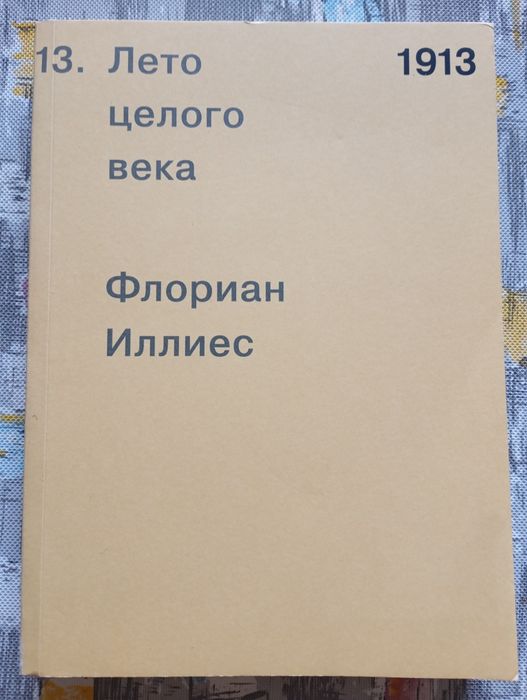 13. Лето 1913
целого
века
Флориан
Иллиес